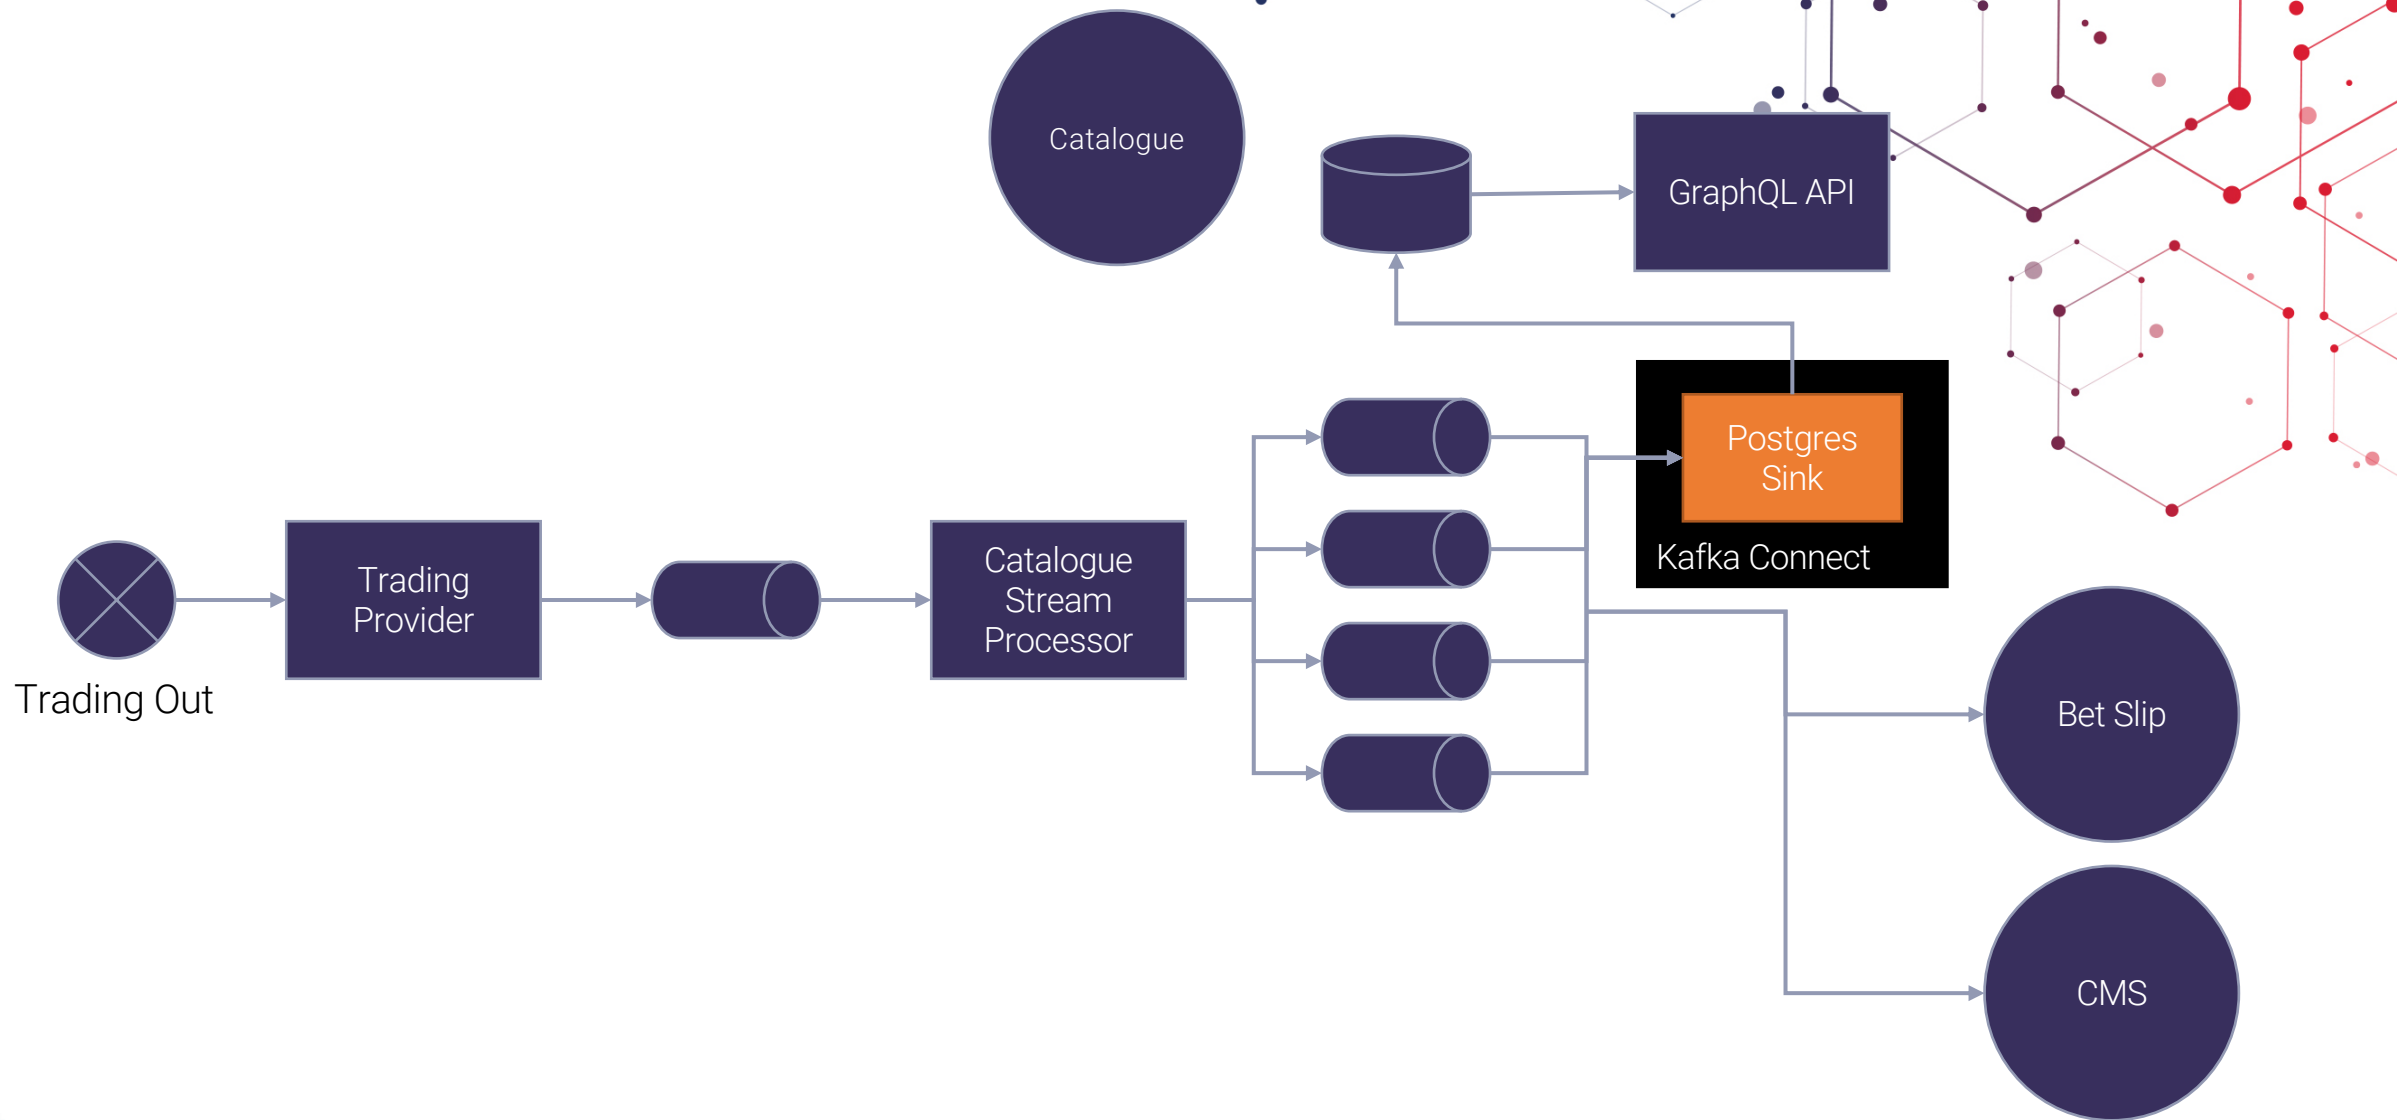 Catalogue
GraphQL API
Postgres
Sink
Kafka Connect
Trading
Provider
Catalogue
Stream
Processor
Trading Out
Bet Slip
CMS